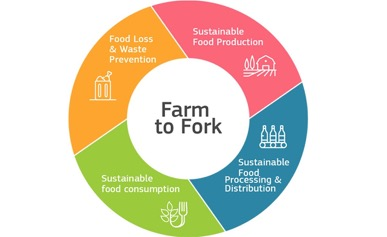 Food Loss
& Waste
Prevention
Sustainable
Food Production
Farm
to Fork
Sustainable
Food
Processing &
Distribution
Sustainable
food consumption